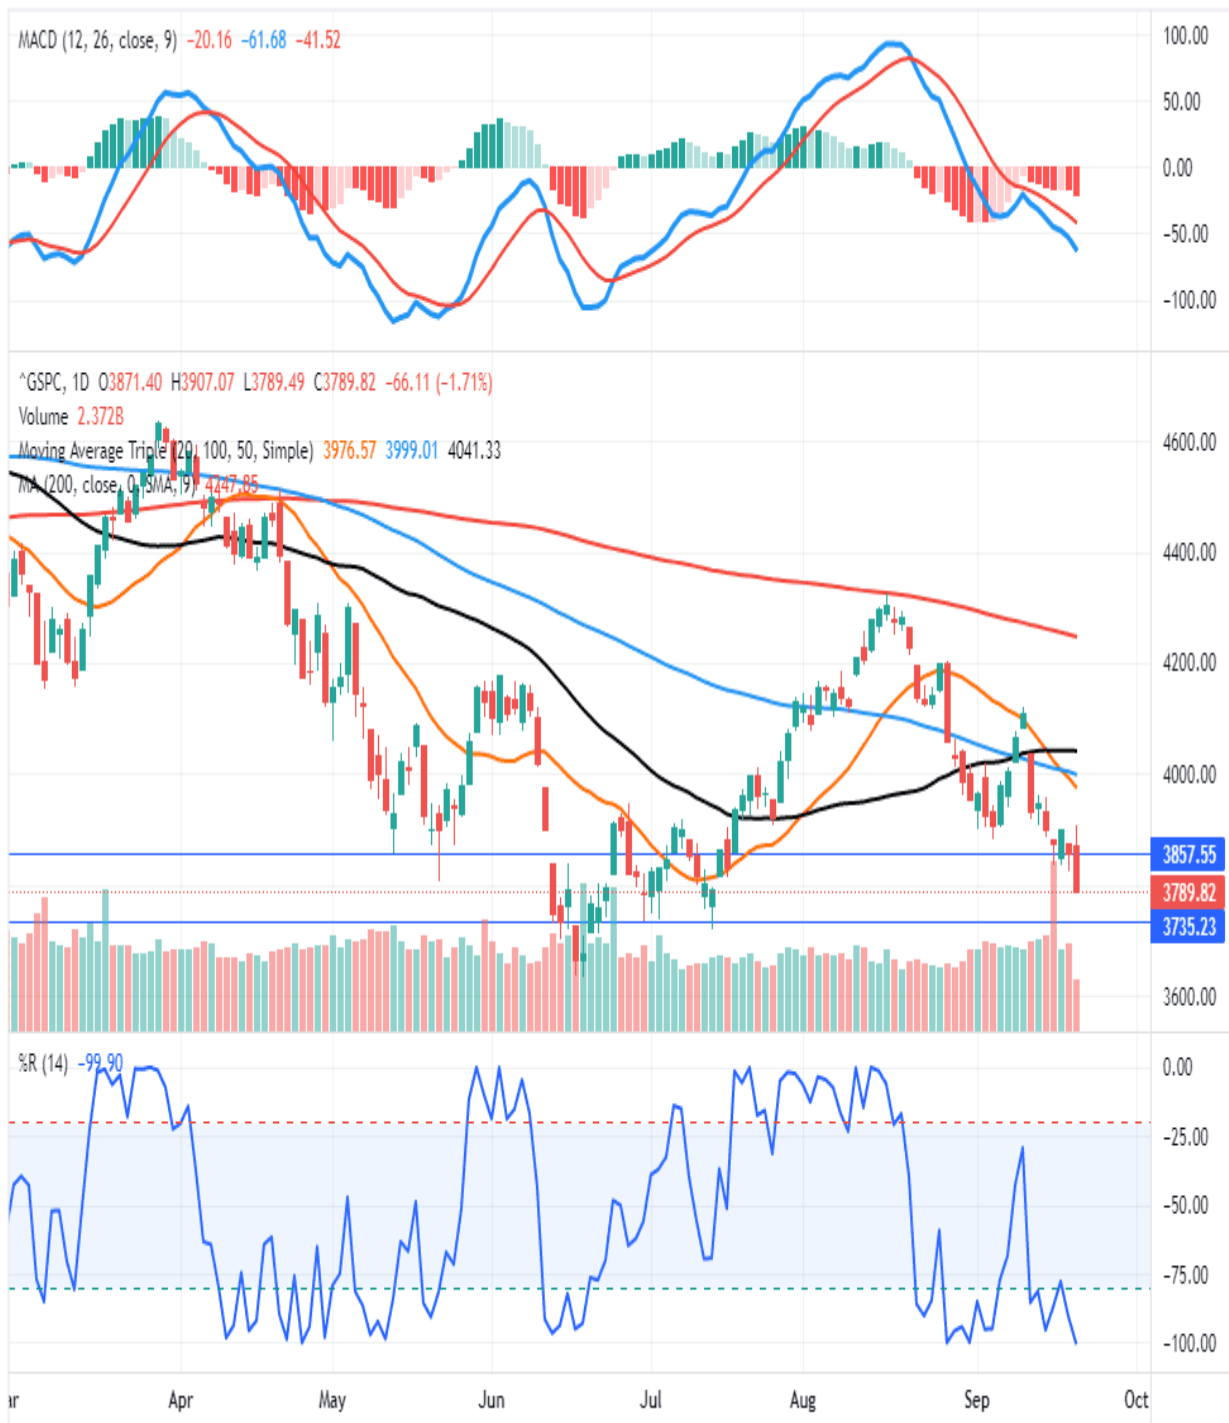 MACD (12, 26, close, 9) −20.16 −61.68 −41.52
100.00
50.00
0.00
−50.00
−100.00
^GSPC, 1D O3871.40 H3907.07 L3789.49 C3789.82 −66.11 (−1.71%)
Volume 2.372B
Moving Average Triple (20, 100, 50, Simple) 3976.57 3999.01 4041.33
MA (200, close, 0, SMA, 9) 4247.85
4600.00
4400.00
4200.00
4000.00
3857.55
3789.82
3735.23
3600.00
%R (14) −99.90
0.00
−25.00
−50.00
−75.00
−100.00
ar Apr May Jun Jul Aug Sep Oct